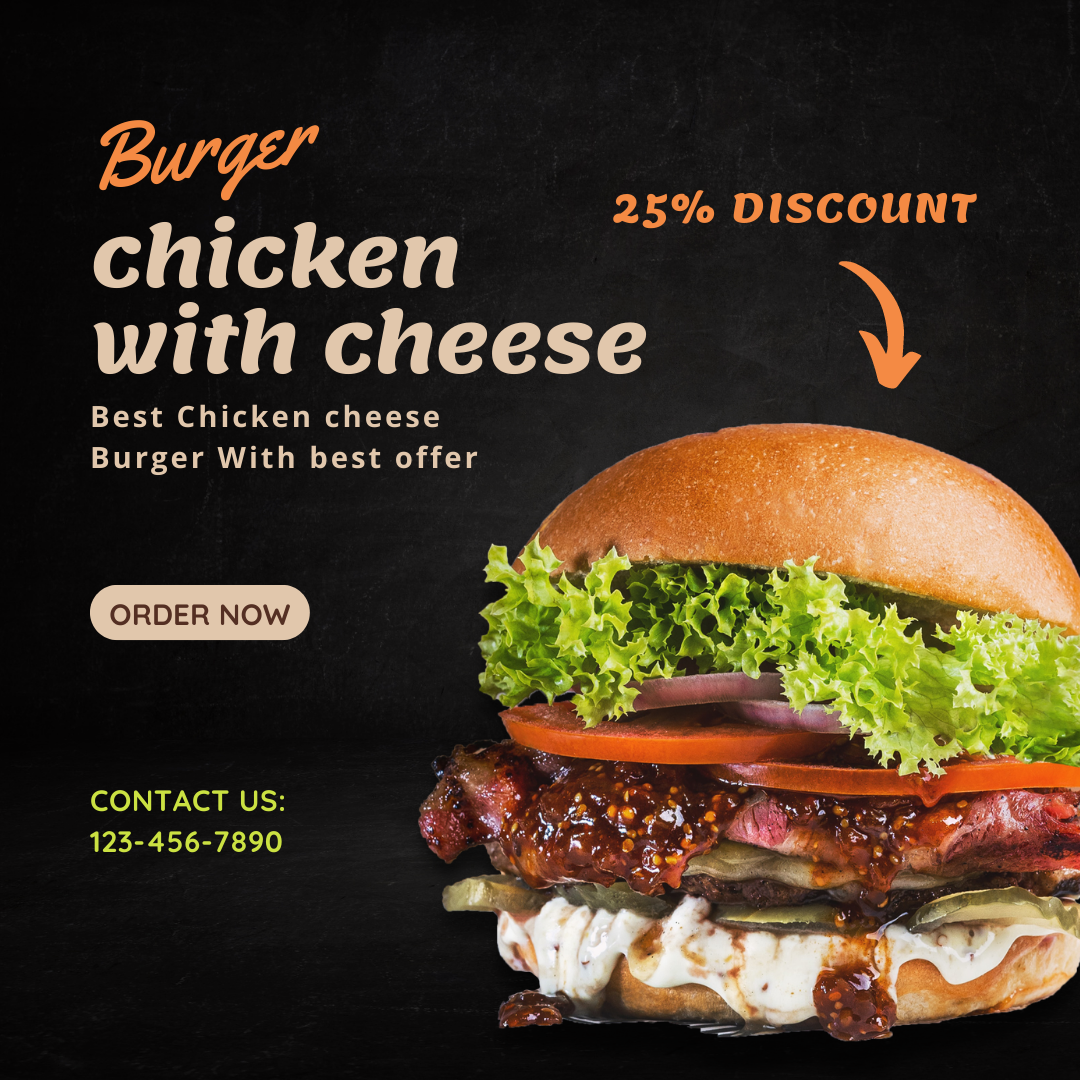 Burger
chicken
with cheese
Best Chicken cheese
Burger With best offer
25% DISCOUNT
ORDER NOW
CONTACT US:
123-456-7890